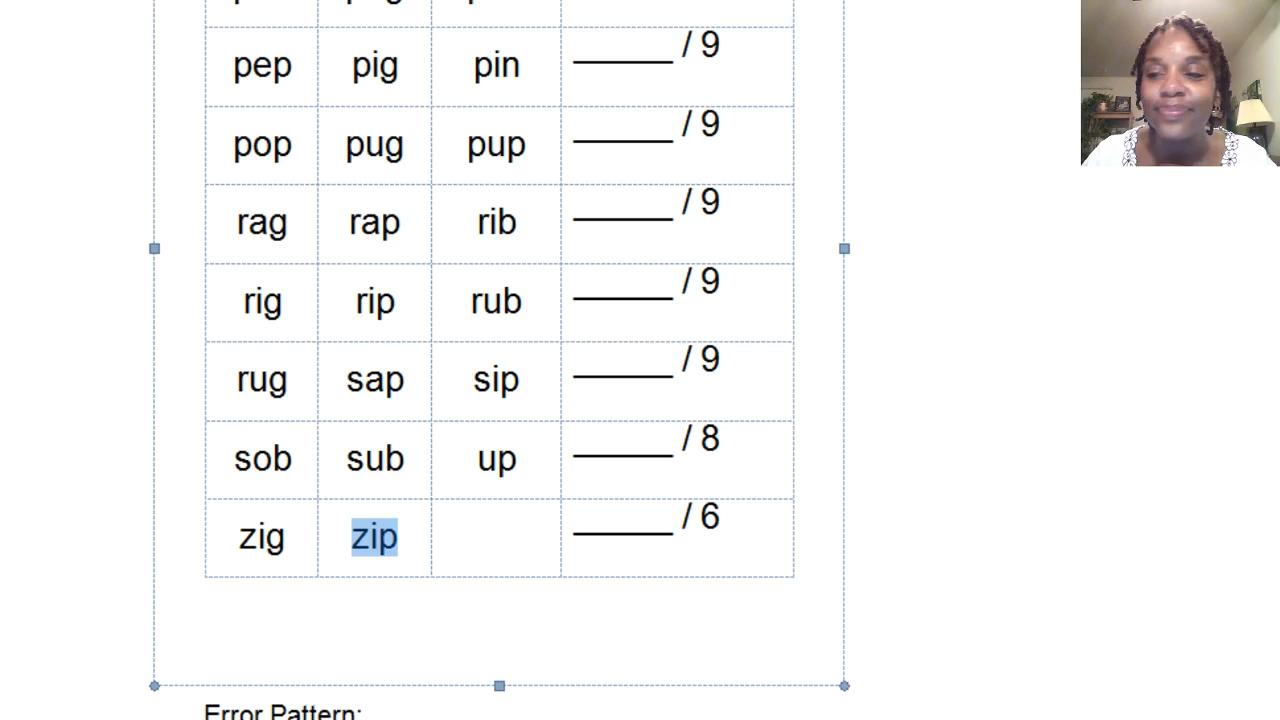 pep pig pin ______ / 9
pop pug pup ______ / 9
rag rap rib ______ / 9
rig rip rub ______ / 9
rug sap sip ______ / 9
sob sub up ______ / 8
zig zip ______ / 6
Error Pattern: